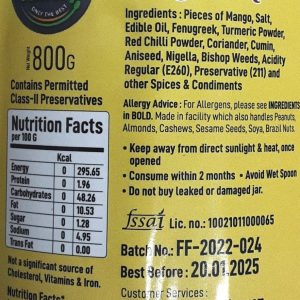 ONLY THE BEST
Net Weight
800G
Contains Permitted
Class-II Preservatives
Nutrition Facts
per 100 G
Kcal
Energy 0 295.65
Protein 0 1.96
Carbohydrates 0 48.26
Fat 0 10.53
Sugar 0 1.28
Sodium 0 4.95
Trans Fat 0 0.00
Not a significant source of
Cholesterol, Vitamins & Iron.
Nutrition Facts*
Ingredients : Pieces of Mango, Salt,
Edible Oil, Fenugreek, Turmeric Powder,
Red Chilli Powder, Coriander, Cumin,
Aniseed, Nigella, Bishop Weeds, Acidity
Regular (E260), Preservative (211) and
other Spices & Condiments
Allergy Advice : For Allergens, please see INGREDIENTS
in BOLD. Made in facility which also handles Peanuts,
Almonds, Cashews, Sesame Seeds, Soya, Brazil Nuts
• Keep away from direct sunlight & heat, once
opened
• Consume within 2 months • Avoid Wet Spoon
• Do not buy leaked or damaged jar.
fssai Lic. no.: 10021011000065
Batch No.: FF-2022-024
Best Before : 20.01.2025
Customer Services :